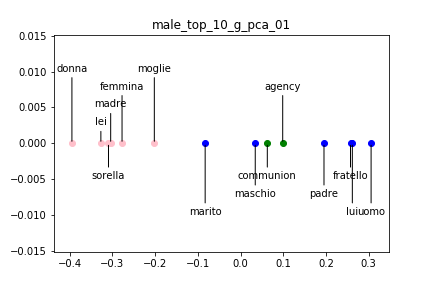 male_top_10_g_pca_01
0.015
0.010
0.005
0.000
−0.005
−0.010
−0.015
donna
moglie
femmina
agency
madre
lei
sorella
communion
fratello
maschio
padre
marito
lui
uomo
−0.4
−0.3
−0.2
−0.1
0.0
0.1
0.2
0.3